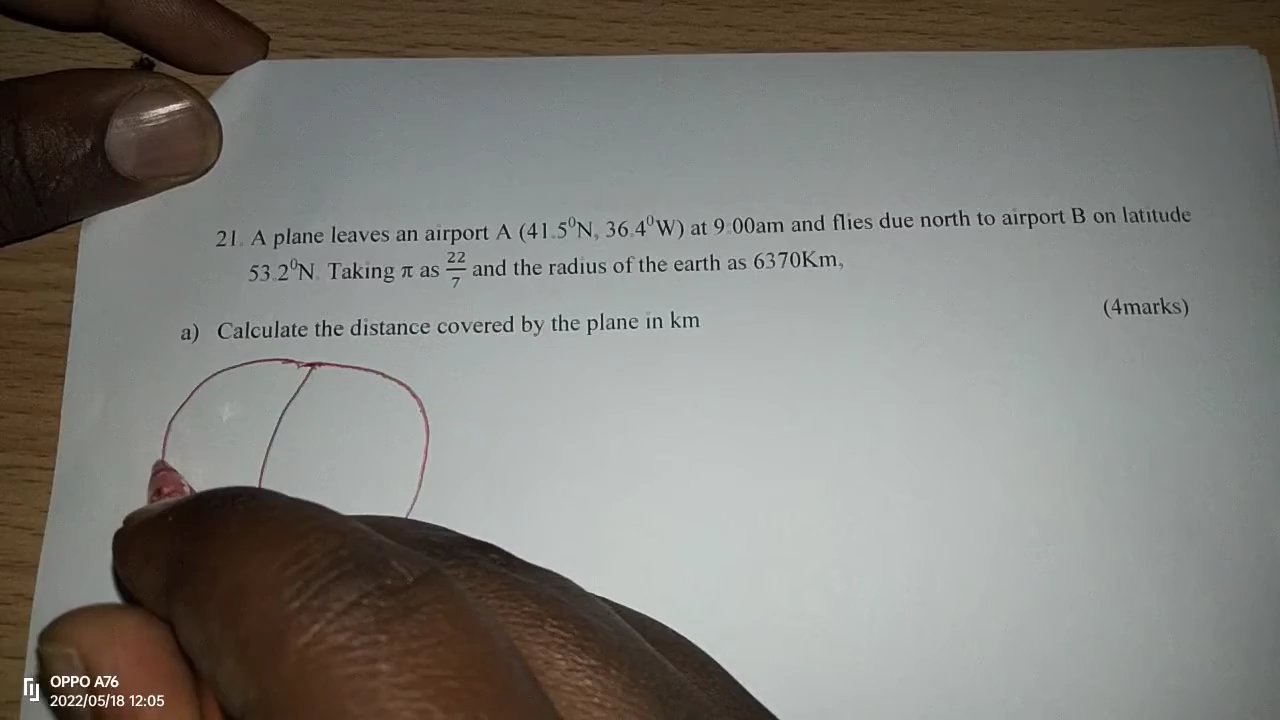 21. A plane leaves an airport A (41.5⁰N, 36.4⁰W) at 9:00am and flies due north to airport B on latitude
53.2⁰N. Taking π as 22/7 and the radius of the earth as 6370Km,
a) Calculate the distance covered by the plane in km (4marks)
OPPO A76
2022/05/18 12:05